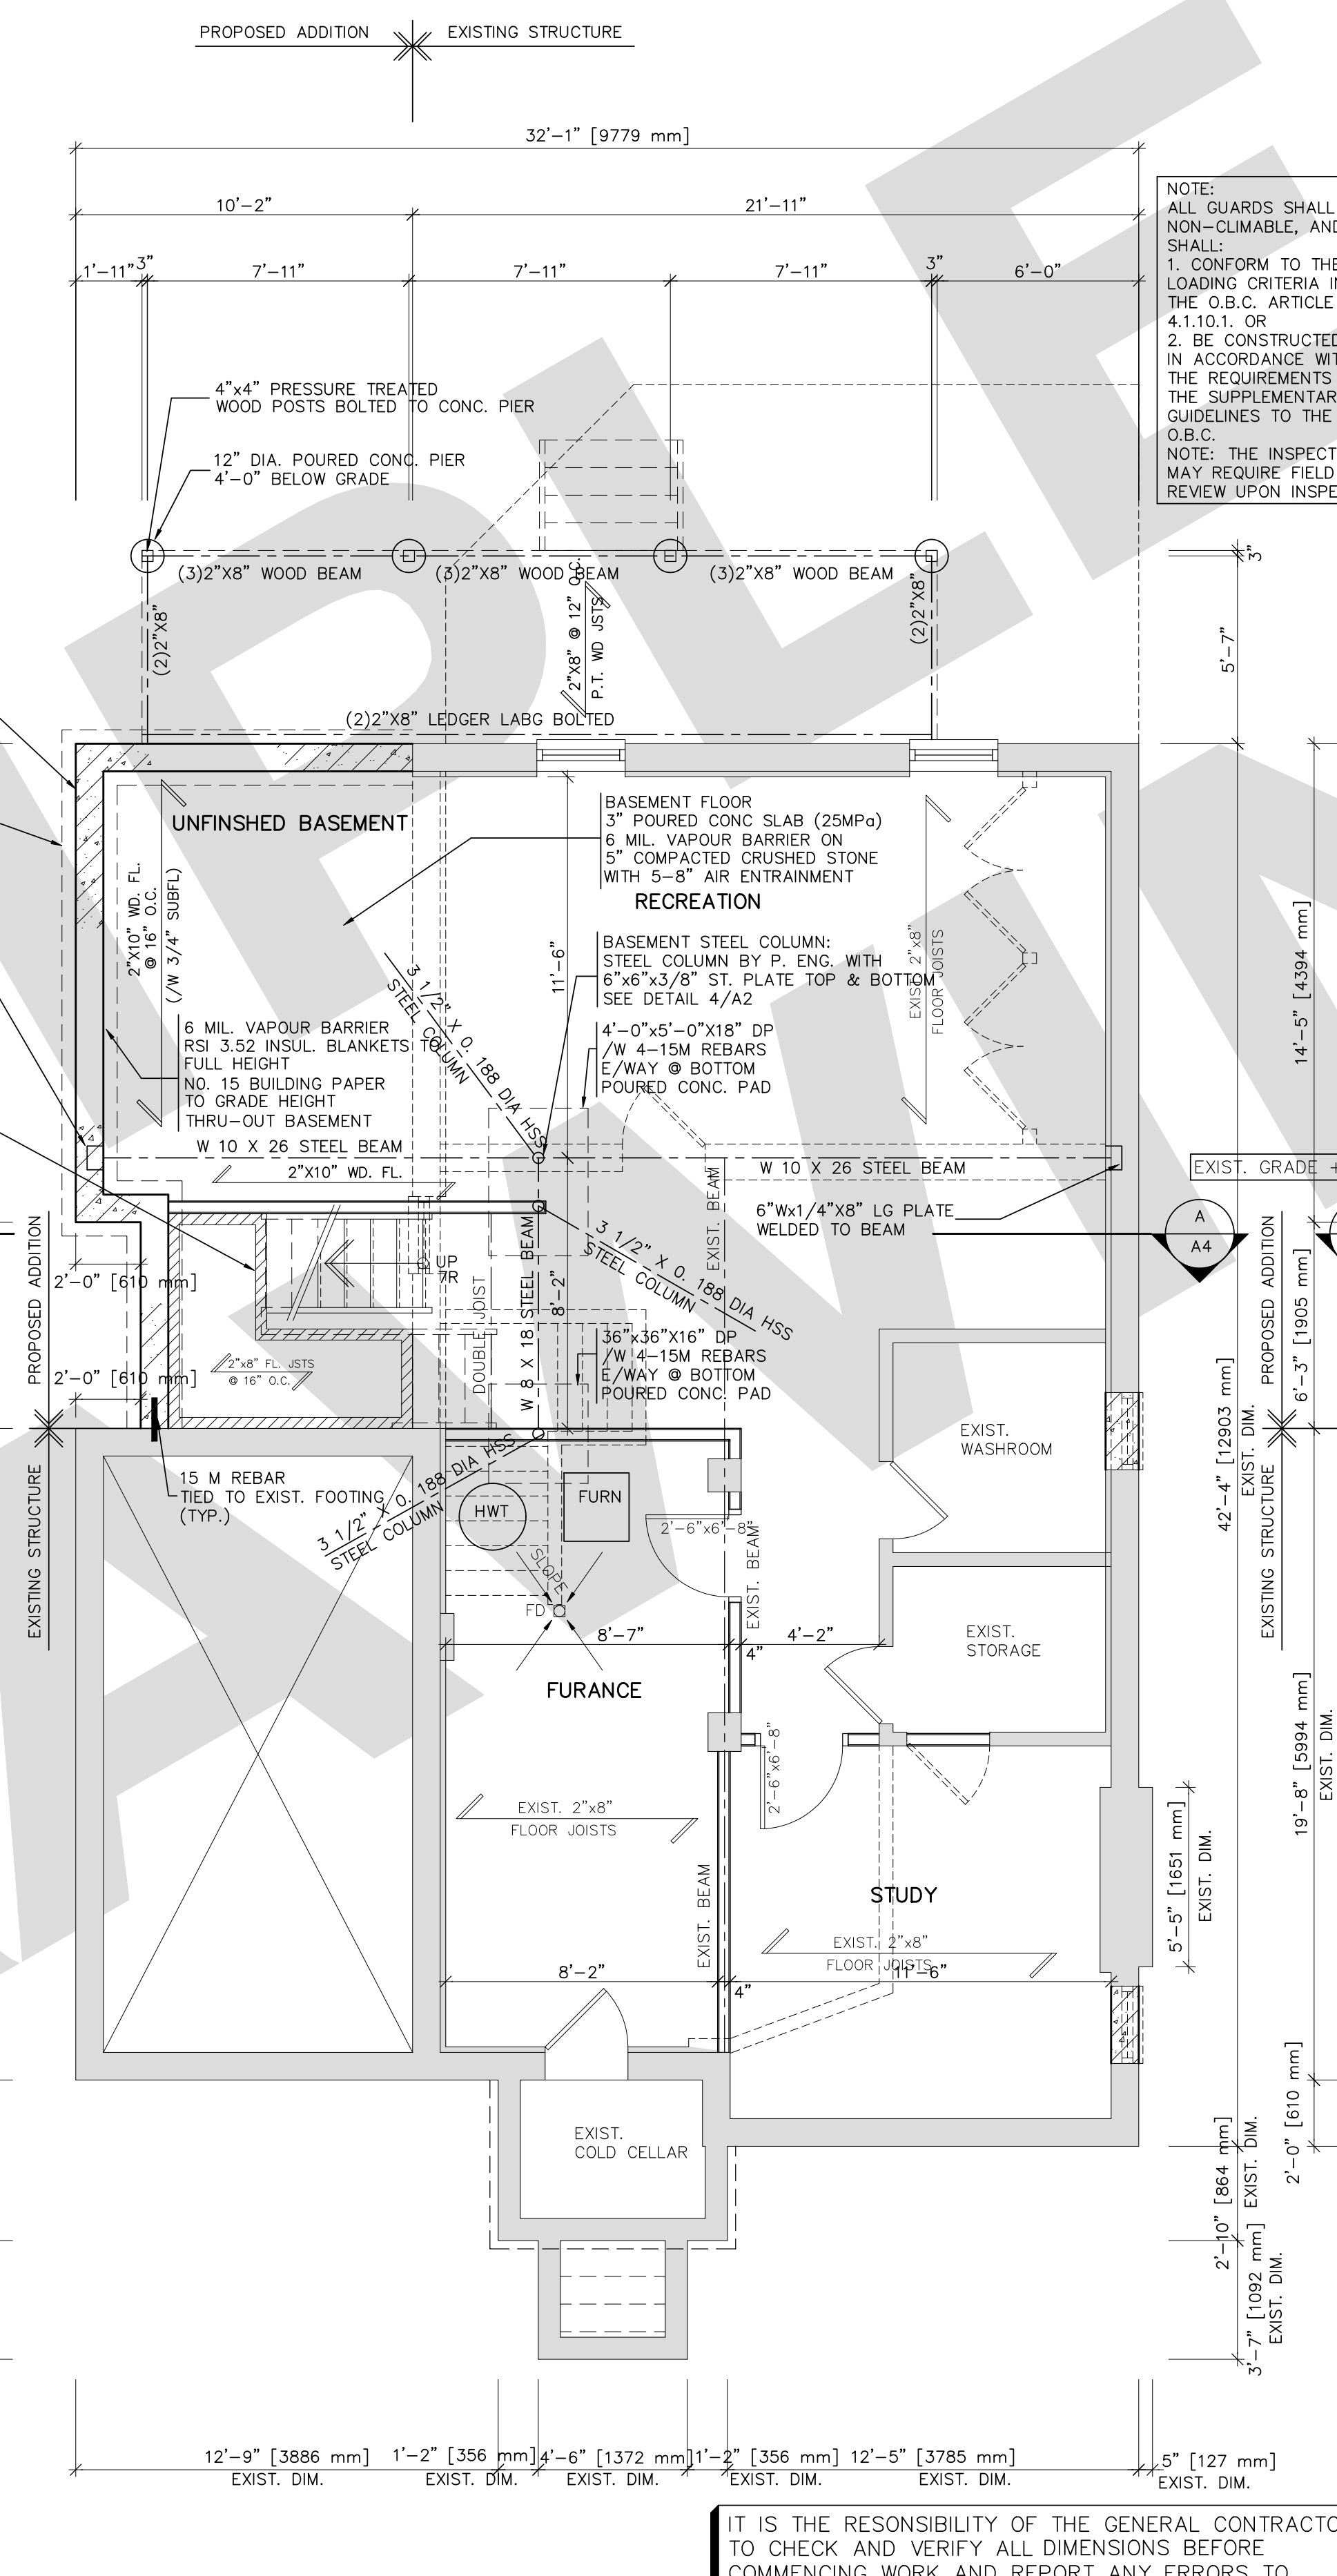 PROPOSED ADDITION
EXISTING STRUCTURE
32'-1" [9779 mm]
10'-2"
21'-11"
1'-11"
3"
7'-11"
7'-11"
7'-11"
3"
6'-0"
NOTE:
ALL GUARDS SHALL
NON-CLIMABLE, AND
SHALL:
1. CONFORM TO THE
LOADING CRITERIA IN
THE O.B.C. ARTICLE
4.1.10.1. OR
2. BE CONSTRUCTED
IN ACCORDANCE WIT
THE REQUIREMENTS
THE SUPPLEMENTAR
GUIDELINES TO THE
O.B.C.
NOTE: THE INSPECT
MAY REQUIRE FIELD
REVIEW UPON INSPE
4"x4" PRESSURE TREATED
WOOD POSTS BOLTED TO CONC. PIER
12" DIA. POURED CONC. PIER
4'-0" BELOW GRADE
(3)2"X8" WOOD BEAM
(3)2"X8" WOOD BEAM
(3)2"X8" WOOD BEAM
(2)2"X8"
2"X8" @ 12" O.C.
P.T. WD JSTS
(2)2"X8"
3"
5'-7"
(2)2"X8" LEDGER LABG BOLTED
UNFINSHED BASEMENT
BASEMENT FLOOR
3" POURED CONC SLAB (25MPa)
6 MIL. VAPOUR BARRIER ON
5" COMPACTED CRUSHED STONE
WITH 5-8" AIR ENTRAINMENT
RECREATION
2"X10" WD. FL.
@ 16" O.C.
(/W 3/4" SUBFL)
11'-6"
BASEMENT STEEL COLUMN:
STEEL COLUMN BY P. ENG. WITH
6"x6"x3/8" ST. PLATE TOP & BOTTOM
SEE DETAIL 4/A2
EXIST. 2"x8"
FLOOR JOISTS
14'-5" [4394 mm]
3 1/2" X 0. 188 DIA HSS
STEEL COLUMN
6 MIL. VAPOUR BARRIER
RSI 3.52 INSUL. BLANKETS TO
FULL HEIGHT
NO. 15 BUILDING PAPER
TO GRADE HEIGHT
THRU-OUT BASEMENT
4'-0"x5'-0"X18" DP
/W 4-15M REBARS
E/WAY @ BOTTOM
POURED CONC. PAD
W 10 X 26 STEEL BEAM
2"X10" WD. FL.
W 10 X 26 STEEL BEAM
EXIST. BEAM
EXIST. GRADE +
6"Wx1/4"X8" LG PLATE
WELDED TO BEAM
A
A4
PROPOSED ADDITION
2'-0" [610 mm]
UP
7R
W 8 X 18 STEEL BEAM
8'-2"
3 1/2" X 0. 188 DIA HSS
STEEL COLUMN
DOUBLE JOIST
36"x36"X16" DP
/W 4-15M REBARS
E/WAY @ BOTTOM
POURED CONC. PAD
2"x8" FL. JSTS
@ 16" O.C.
2'-0" [610 mm]
PROPOSED ADDITION
6'-3" [1905 mm]
42'-4" [12903 mm]
EXIST. DIM.
EXIST.
WASHROOM
15 M REBAR
TIED TO EXIST. FOOTING
(TYP.)
3 1/2" X 0. 188 DIA HSS
STEEL COLUMN
HWT
FURN
2'-6"x6'-8"
EXIST. BEAM
SLOPE
FD
EXISTING STRUCTURE
EXISTING STRUCTURE
8'-7"
4"
4'-2"
EXIST.
STORAGE
FURANCE
2'-6"x6'-8"
19'-8" [5994 mm]
EXIST. DIM.
EXIST. 2"x8"
FLOOR JOISTS
EXIST. BEAM
STUDY
5'-5" [1651 mm]
EXIST. DIM.
EXIST. 2"x8"
FLOOR JOISTS
8'-2"
4"
11'-6"
EXIST.
COLD CELLAR
2'-0" [610 mm]
2'-10" [864 mm]
EXIST. DIM.
3'-7" [1092 mm]
EXIST. DIM.
12'-9" [3886 mm]
EXIST. DIM.
1'-2" [356 mm]
EXIST. DIM.
4'-6" [1372 mm]
EXIST. DIM.
1'-2" [356 mm]
EXIST. DIM.
12'-5" [3785 mm]
EXIST. DIM.
5" [127 mm]
EXIST. DIM.
IT IS THE RESONSIBILITY OF THE GENERAL CONTRACTO
TO CHECK AND VERIFY ALL DIMENSIONS BEFORE
COMMENCING WORK AND REPORT ANY ERRORS TO